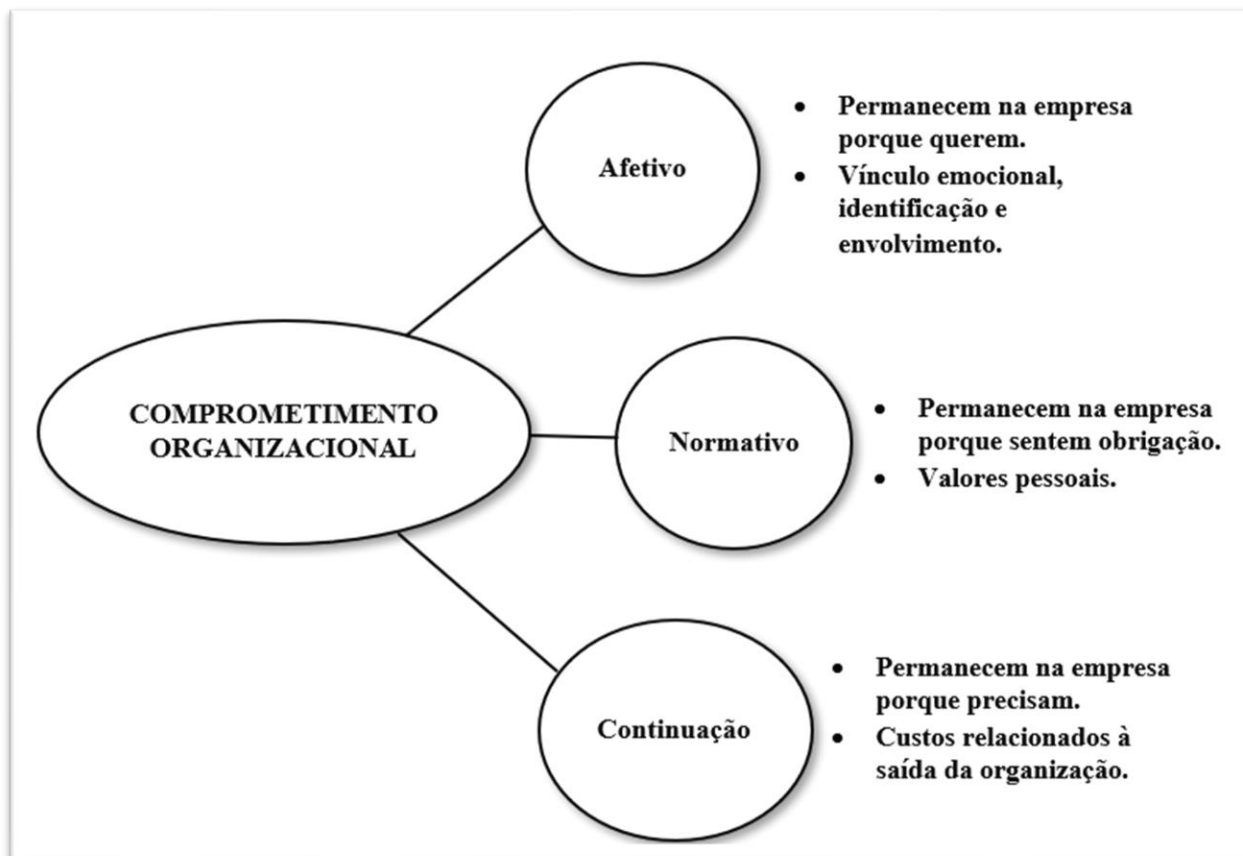 Afetivo
• Permanecem na empresa
porque querem.
• Vínculo emocional,
identificação e
envolvimento.
COMPROMETIMENTO
ORGANIZACIONAL
Normativo
• Permanecem na empresa
porque sentem obrigação.
• Valores pessoais.
Continuação
• Permanecem na empresa
porque precisam.
• Custos relacionados à
saída da organização.